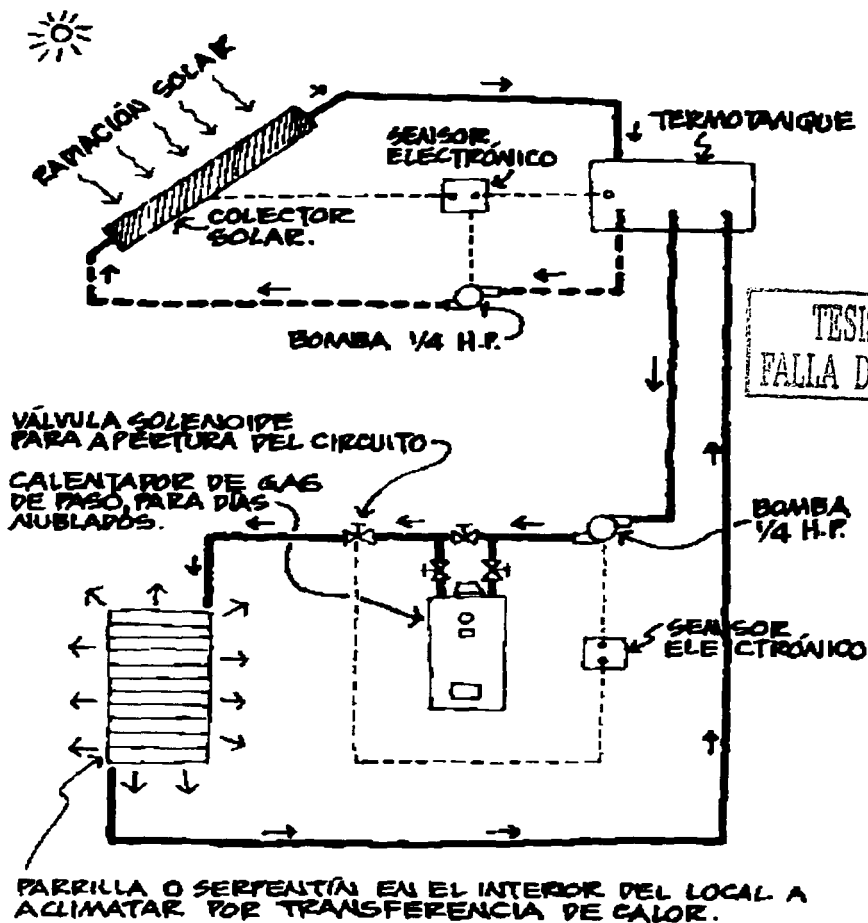 RADIACIÓN SOLAR
SENSOR
ELECTRÓNICO
TERMOTANQUE
COLECTOR
SOLAR.
BOMBA 1/4 H.P.
TESIS
FALLA D
VÁLVULA SOLENOIDE
PARA APERTURA DEL CIRCUITO
CALENTADOR DE GAS
DE PASO, PARA DÍAS
NUBLADOS.
BOMBA
1/4 H.P.
SENSOR
ELECTRÓNICO
PARRILLA O SERPENTÍN EN EL INTERIOR DEL LOCAL A
ACLIMATAR POR TRANSFERENCIA DE CALOR.